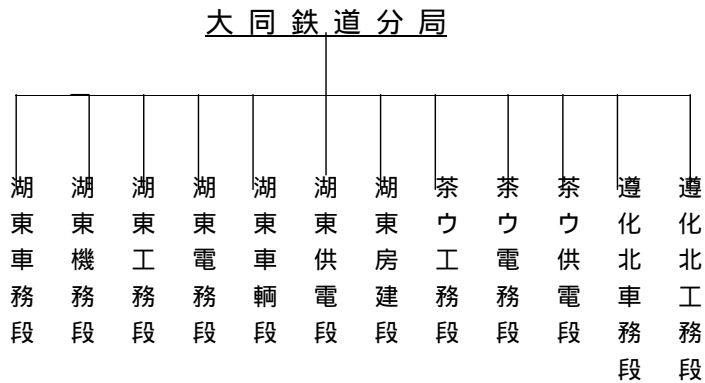 大同鉄道分局
湖東車務段
湖東機務段
湖東工務段
湖東電務段
湖東車輌段
湖東供電段
湖東房建段
茶ウ工務段
茶ウ電務段
茶ウ供電段
遵化北車務段
遵化北工務段